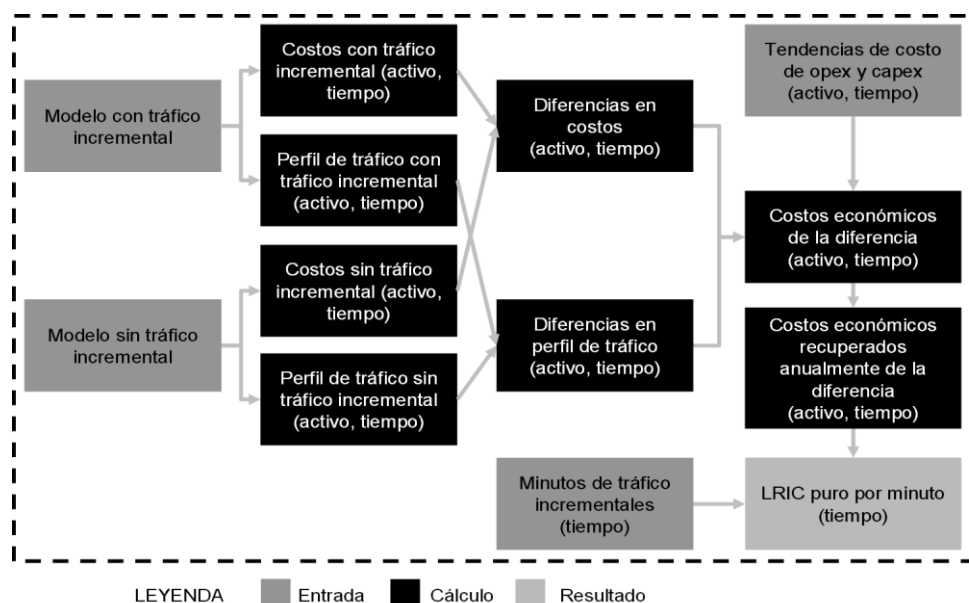 Modelo con tráfico
incremental
Modelo sin tráfico
incremental
Costos con tráfico
incremental (activo,
tiempo)
Perfil de tráfico con
tráfico incremental
(activo, tiempo)
Costos sin tráfico
incremental (activo,
tiempo)
Perfil de tráfico sin
tráfico incremental
(activo, tiempo)
Diferencias en
costos
(activo, tiempo)
Diferencias en
perfil de tráfico
(activo, tiempo)
Minutos de tráfico
incrementales
(tiempo)
Tendencias de costo
de opex y capex
(activo, tiempo)
Costos económicos
de la diferencia
(activo, tiempo)
Costos económicos
recuperados
anualmente de la
diferencia
(activo, tiempo)
LRIC puro por minuto
(tiempo)
LEYENDA Entrada Cálculo Resultado